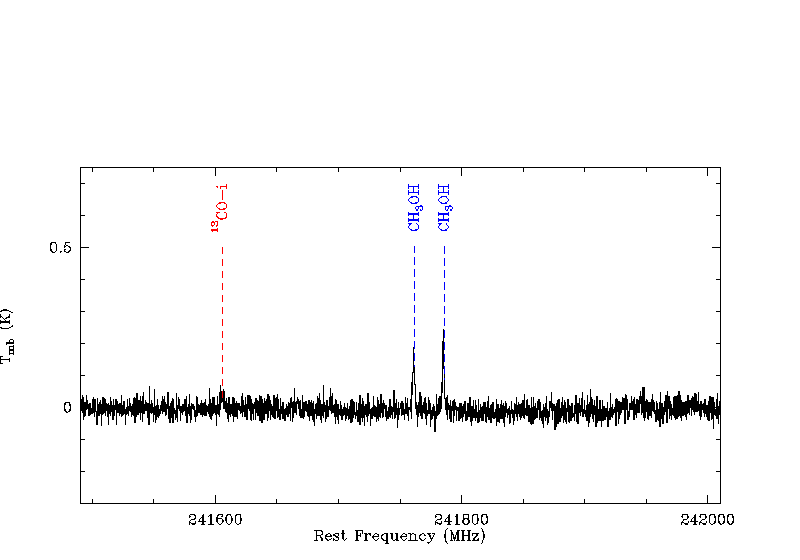 ¹³CO-i
CH₃OH
CH₃OH
0.5
0
T_mb (K)
241600
241800
242000
Rest Frequency (MHz)